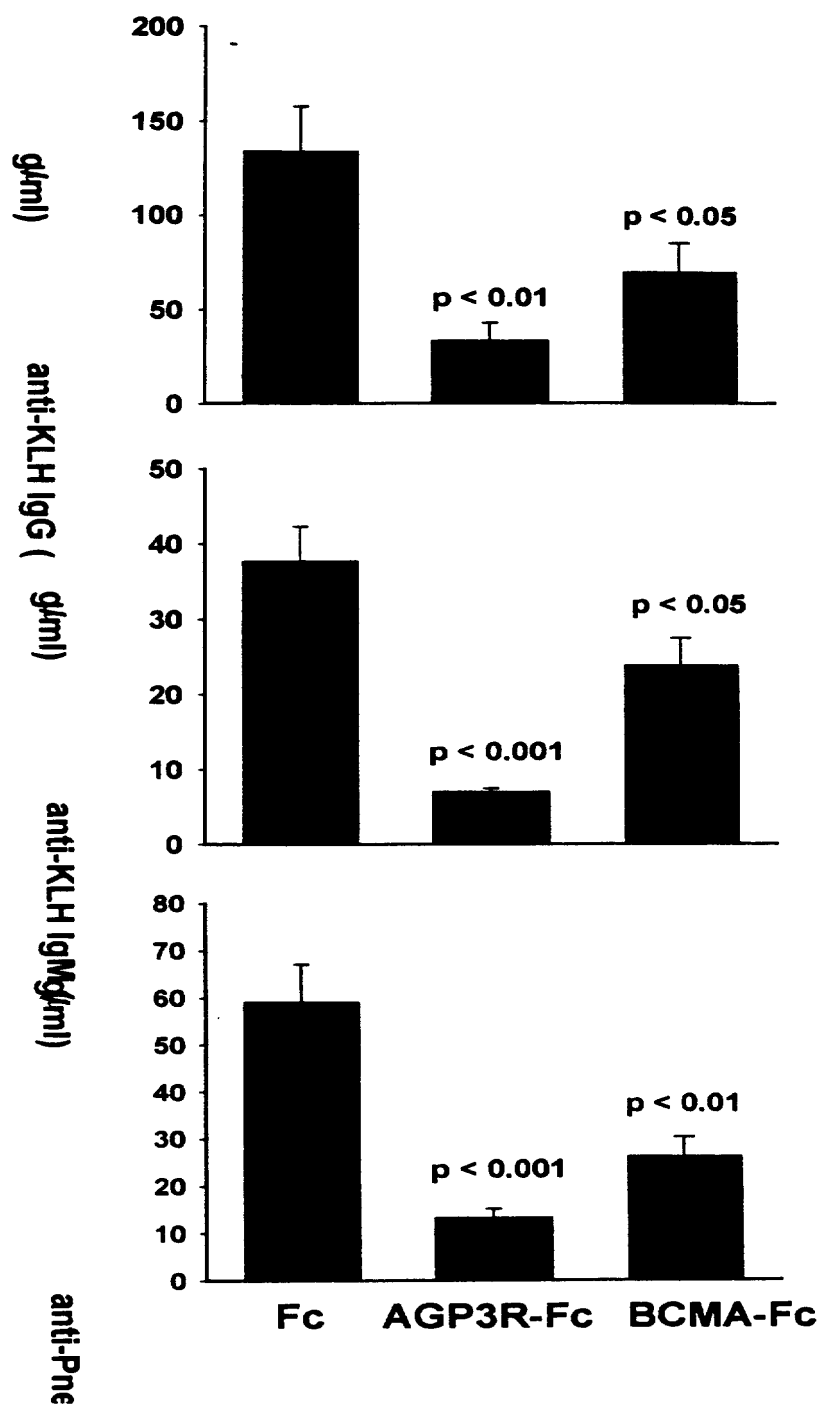 200
150
100
50
0
p < 0.01
p < 0.05
50
40
30
20
10
0
p < 0.001
p < 0.05
80
70
60
50
40
30
20
10
0
p < 0.001
p < 0.01
Fc AGP3R-Fc BCMA-Fc
g/ml)
anti-KLH IgG ( g/ml)
anti-KLH IgM g/ml)
anti-Pne